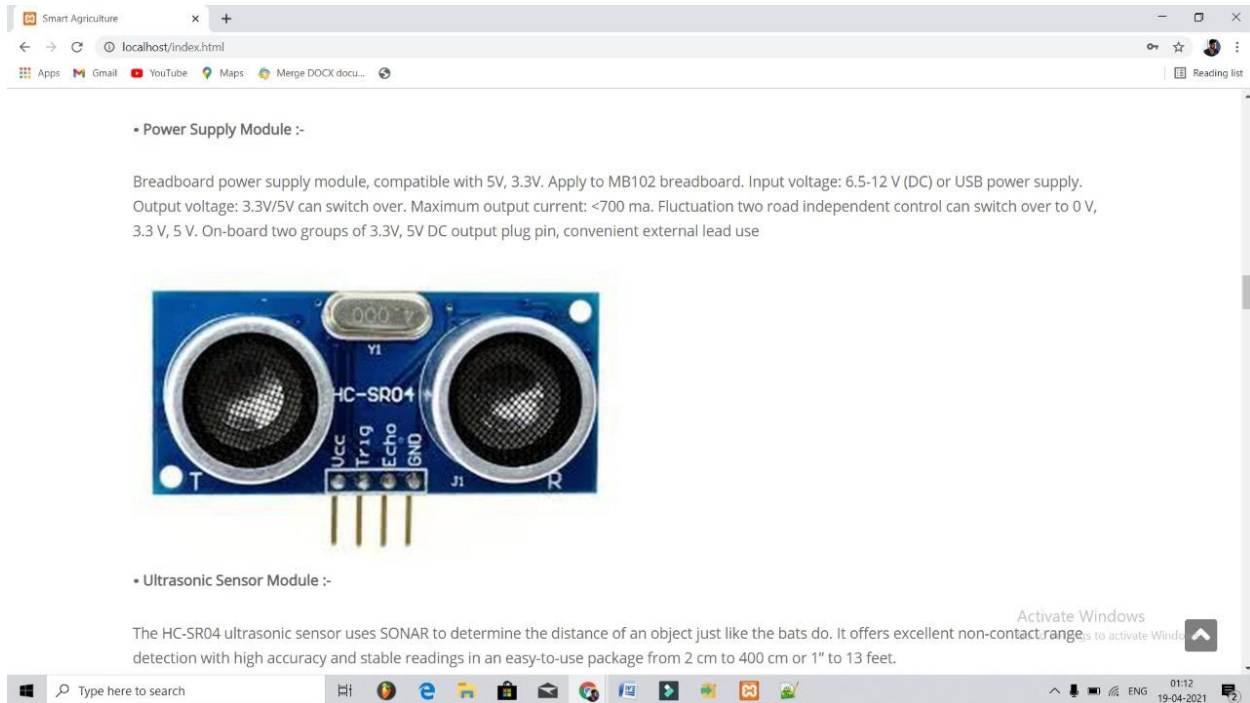 Smart Agriculture
localhost/index.html
Apps
Gmail
YouTube
Maps
Merge DOCX docu...
Reading list
• Power Supply Module :-
Breadboard power supply module, compatible with 5V, 3.3V. Apply to MB102 breadboard. Input voltage: 6.5-12 V (DC) or USB power supply.
Output voltage: 3.3V/5V can switch over. Maximum output current: <700 ma. Fluctuation two road independent control can switch over to 0 V,
3.3 V, 5 V. On-board two groups of 3.3V, 5V DC output plug pin, convenient external lead use
Y1
HC-SR04
Vcc
Trig
Echo
GND
T
J1
R
• Ultrasonic Sensor Module :-
Activate Windows
The HC-SR04 ultrasonic sensor uses SONAR to determine the distance of an object just like the bats do. It offers excellent non-contact range
to activate
detection with high accuracy and stable readings in an easy-to-use package from 2 cm to 400 cm or 1” to 13 feet.
Type here to search
ENG
01:12
19-04-2021
2